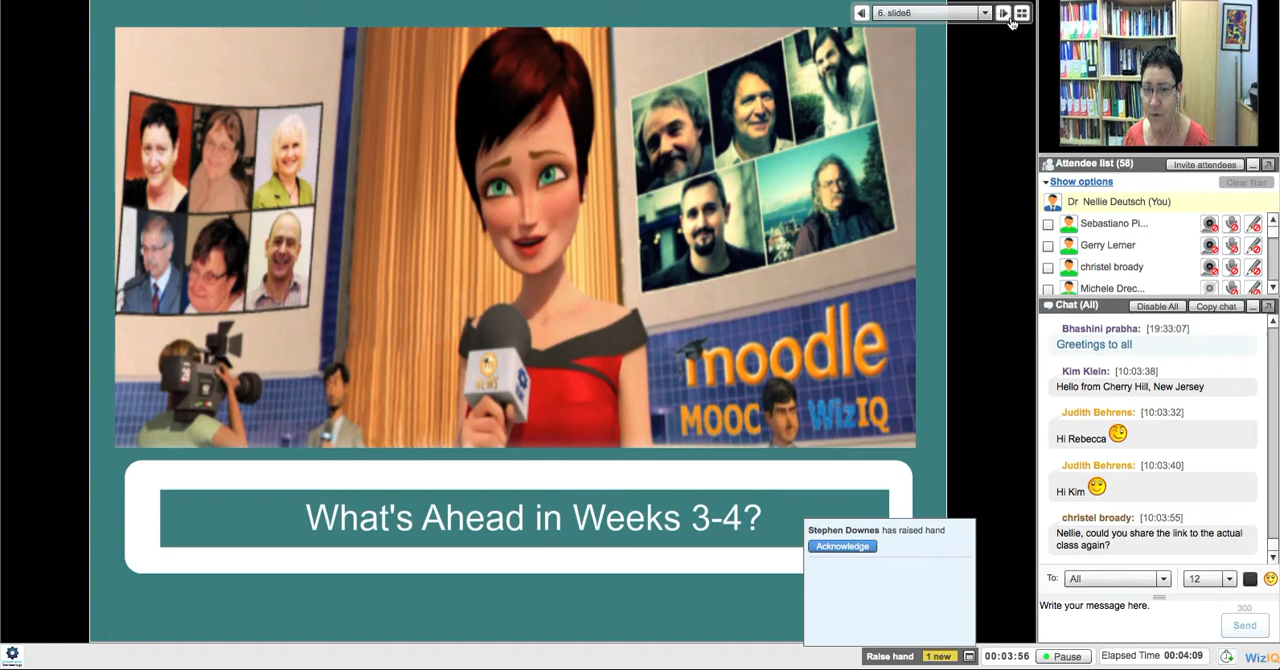 6. slide6
NEWS
moodle
MOOC WizIQ
What's Ahead in Weeks 3-4?
Stephen Downes has raised hand
Acknowledge
Attendee list (58)
Invite attendees
Show options
Clear filter
Dr Nellie Deutsch (You)
Sebastiano Pi...
Gerry Lerner
christel broady
Michele Drec...
Chat (All)
Disable All
Copy chat
Bhashini prabha: [19:33:07]
Greetings to all
Kim Klein: [10:03:38]
Hello from Cherry Hill, New Jersey
Judith Behrens: [10:03:32]
Hi Rebecca
Judith Behrens: [10:03:40]
Hi Kim
christel broady: [10:03:55]
Nellie, could you share the link to the actual
class again?
To: All 12
Write your message here.
300
Send
Raise hand 1 new 00:03:56 Pause Elapsed Time 00:04:09 WizIQ